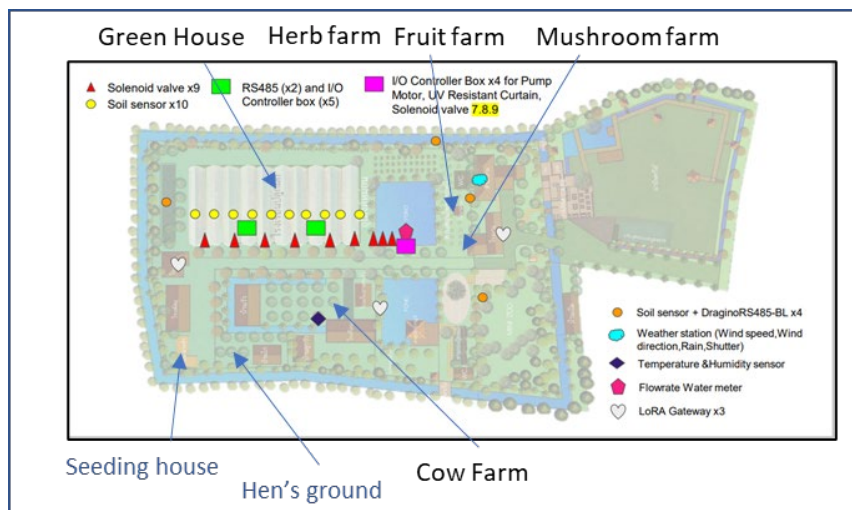 Green House
Herb farm
Fruit farm
Mushroom farm
Solenoid valve x9
Soil sensor x10
RS485 (x2) and I/O
Controller box (x5)
I/O Controller Box x4 for Pump
Motor, UV Resistant Curtain,
Solenoid valve 7.8.9
Soil sensor + DraginoRS485-BL x4
Weather station (Wind speed,Wind
direction,Rain,Shutter)
Temperature &Humidity sensor
Flowrate Water meter
LoRA Gateway x3
Seeding house
Hen's ground
Cow Farm